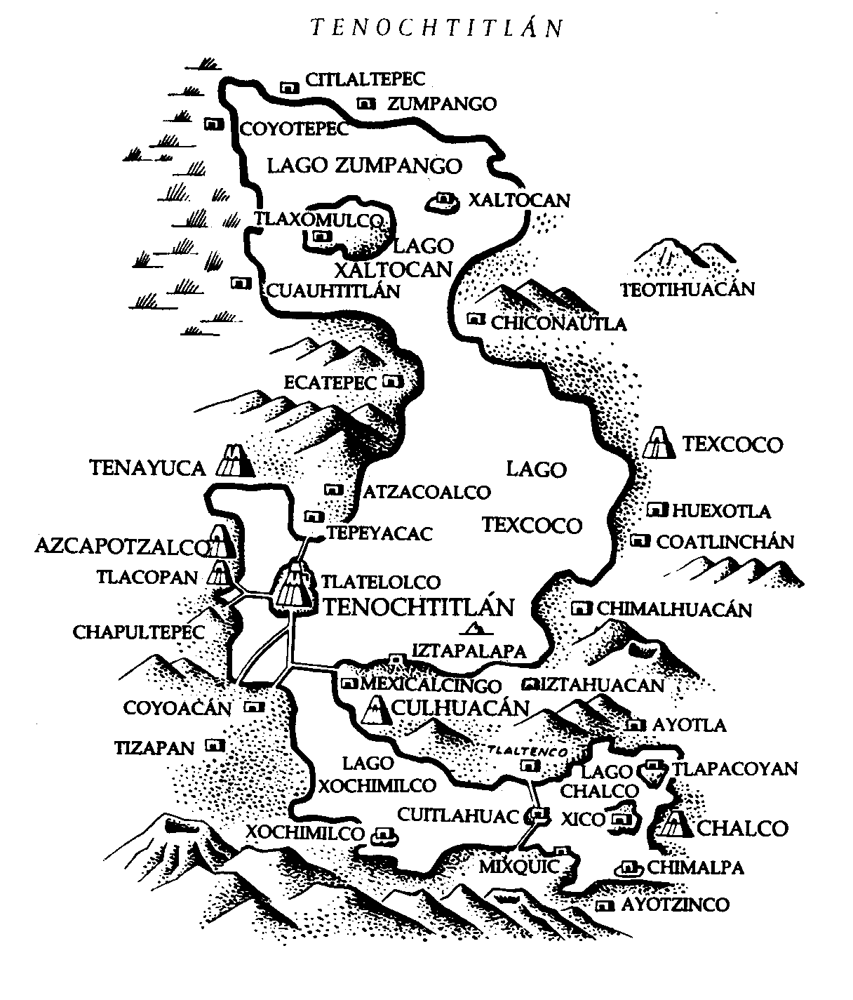 TENOCHTITLÁN
CITLALTEPEC
ZUMPANGO
COYOTEPEC
LAGO ZUMPANGO
XALTOCAN
TLAXOMULCO
LAGO
XALTOCAN
CUAUHTITLÁN
TEOTIHUACÁN
CHICONAUTLA
ECATEPEC
TEXCOCO
TENAYUCA
LAGO
TEXCOCO
ATZACOALCO
HUEXOTLA
TEPEYACAC
COATLINCHÁN
AZCAPOTZALCO
TLACOPAN
TLATELOLCO
TENOCHTITLÁN
CHIMALHUACÁN
CHAPULTEPEC
IZTAPALAPA
MEXICALCINGO
IZTAHUACAN
COYOACÁN
CULHUACÁN
AYOTLA
TIZAPAN
TLALTENCO
LAGO
XOCHIMILCO
LAGO
CHALCO
TLAPACOYAN
CUITLAHUAC
XICO
CHALCO
XOCHIMILCO
MIXQUIC
CHIMALPA
AYOTZINCO